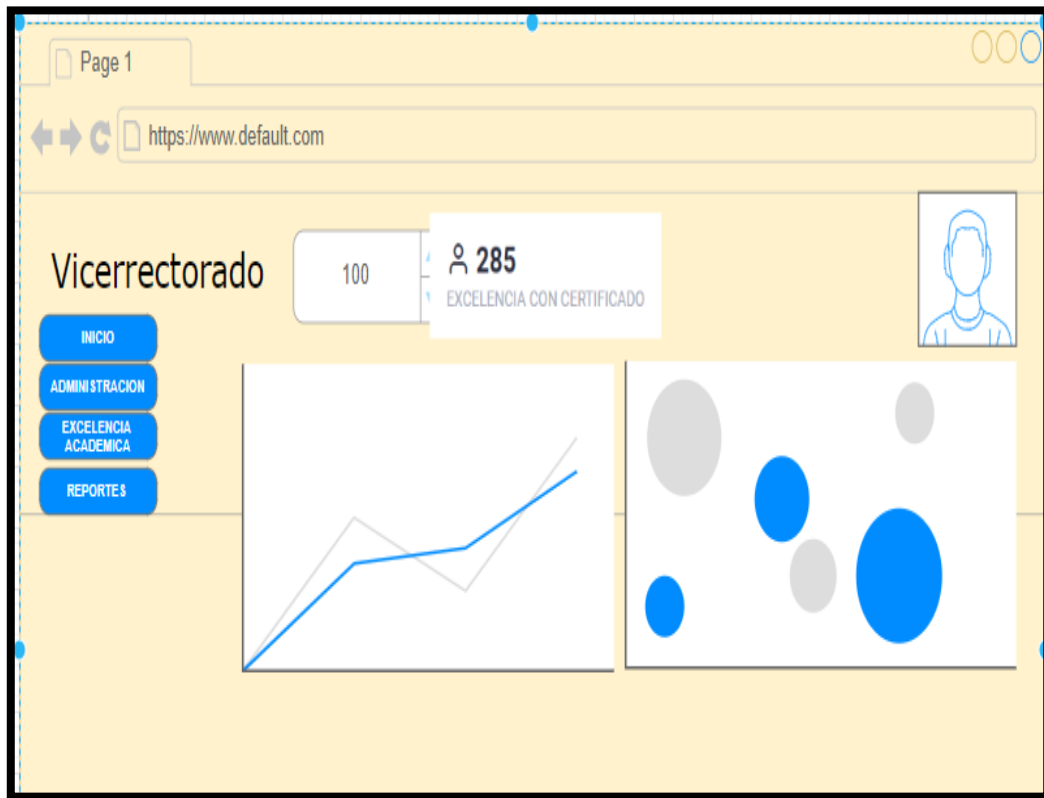 Page 1
https://www.default.com
Vicerrectorado
100
285
EXCELENCIA CON CERTIFICADO
INICIO
ADMINISTRACION
EXCELENCIA
ACADEMICA
REPORTES